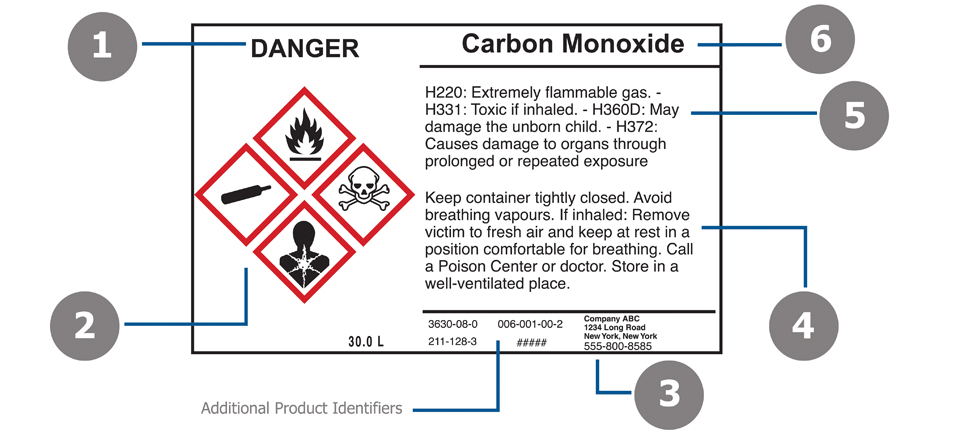 1
DANGER
Carbon Monoxide
6
H220: Extremely flammable gas. -
H331: Toxic if inhaled. - H360D: May
damage the unborn child. - H372:
Causes damage to organs through
prolonged or repeated exposure
5
Keep container tightly closed. Avoid
breathing vapours. If inhaled: Remove
victim to fresh air and keep at rest in a
position comfortable for breathing. Call
a Poison Center or doctor. Store in a
well-ventilated place.
4
2
30.0 L
3630-08-0 006-001-00-2
211-128-3 #####
Company ABC
1234 Long Road
New York, New York
555-800-8585
3
Additional Product Identifiers